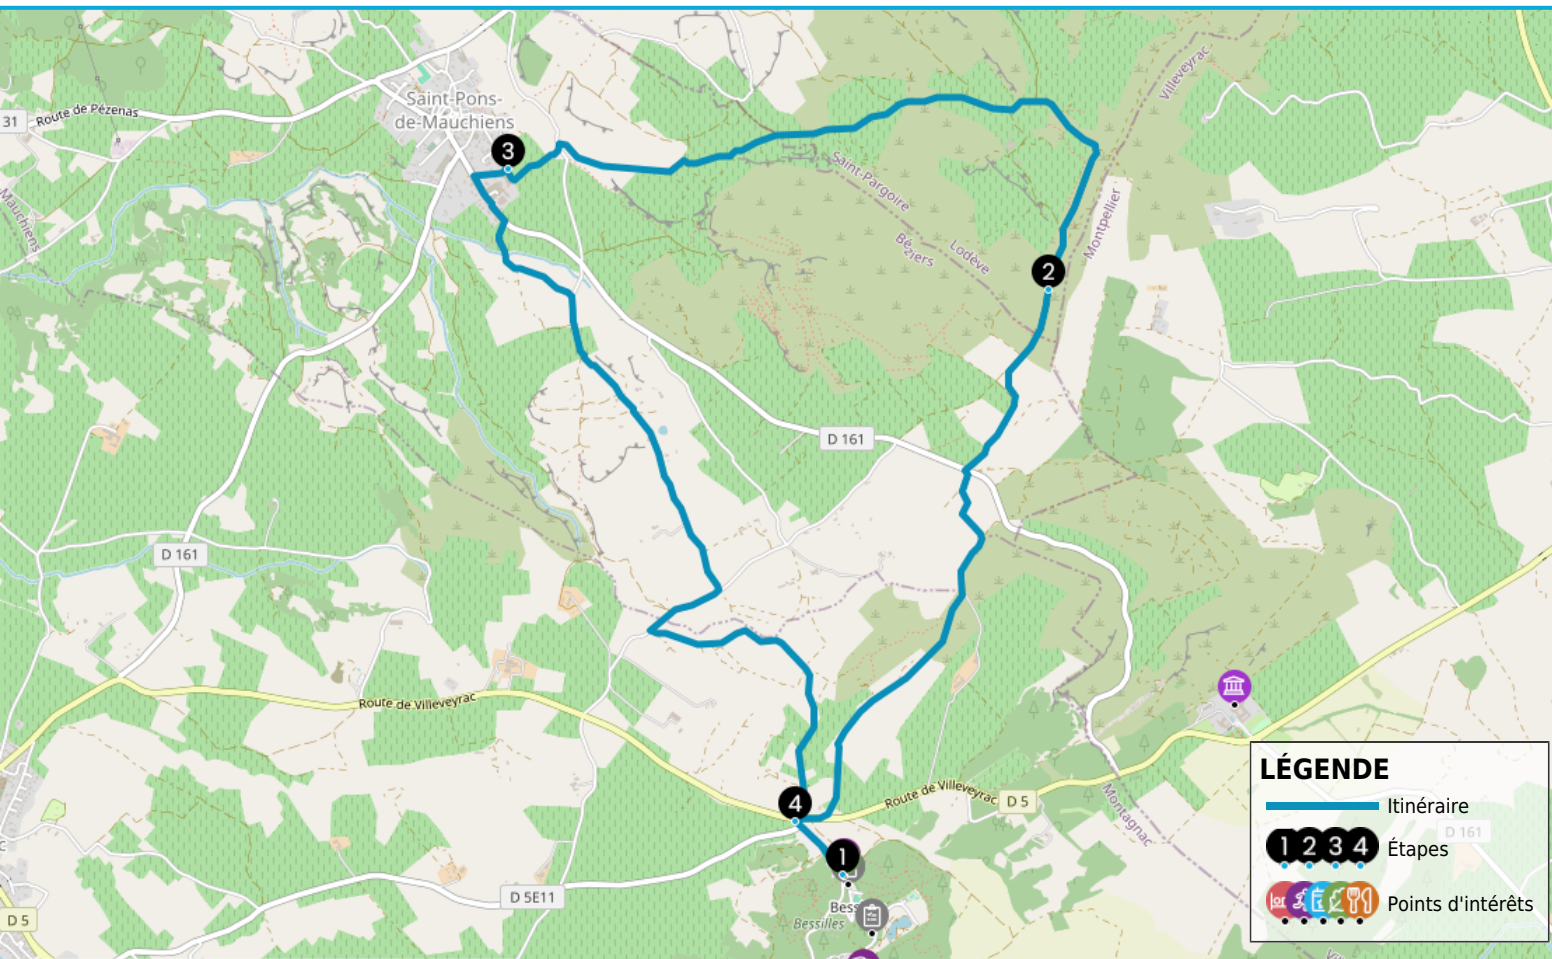 Villeveyrac
Saint-Pons-
de-Mauchiens
31
Route de Pézenas
3
Saint-Pargoire
Mauchiens
Montpellier
Béziers
Lodève
2
D 161
D 161
Route de Villeveyrac
4
Route de Villeveyrac
D 5
Montagnac
1
D 5E11
Bess
Bessilles
D 5
LÉGENDE
Itinéraire
D 161
1 2 3 4
Étapes
Points d'intérêts